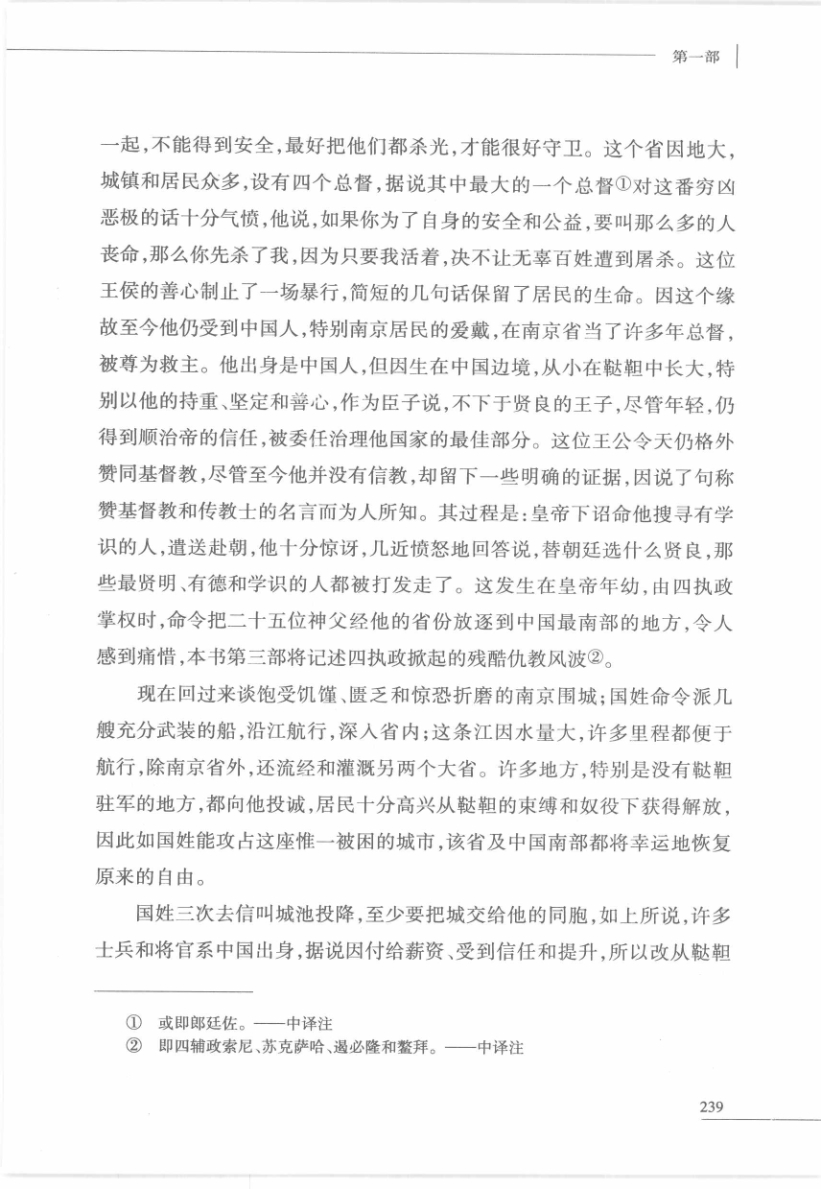 第一部
一起,不能得到安全,最好把他们都杀光,才能很好守卫。这个省因地大,
城镇和居民众多,设有四个总督,据说其中最大的一个总督①对这番穷凶
恶极的话十分气愤,他说,如果你为了自身的安全和公益,要叫那么多的人
丧命,那么你先杀了我,因为只要我活着,决不让无辜百姓遭到屠杀。这位
王侯的善心制止了一场暴行,简短的几句话保留了居民的生命。因这个缘
故至今他仍受到中国人,特别南京居民的爱戴,在南京省当了许多年总督,
被尊为救主。他出身是中国人,但因生在中国边境,从小在鞑靼中长大,特
别以他的持重、坚定和善心,作为臣子说,不下于贤良的王子,尽管年轻,仍
得到顺治帝的信任,被委任治理他国家的最佳部分。这位王公令天仍格外
赞同基督教,尽管至今他并没有信教,却留下一些明确的证据,因说了句称
赞基督教和传教士的名言而为人所知。其过程是:皇帝下诏命他搜寻有学
识的人,遣送赴朝,他十分惊讶,几近愤怒地回答说,替朝廷选什么贤良,那
些最贤明、有德和学识的人都被打发走了。这发生在皇帝年幼,由四执政
掌权时,命令把二十五位神父经他的省份放逐到中国最南部的地方,令人
感到痛惜,本书第三部将记述四执政掀起的残酷仇教风波②。
现在回过来谈饱受饥馑、匮乏和惊恐折磨的南京围城;国姓命令派几
艘充分武装的船,沿江航行,深入省内;这条江因水量大,许多里程都便于
航行,除南京省外,还流经和灌溉另两个大省。许多地方,特别是没有鞑靼
驻军的地方,都向他投诚,居民十分高兴从鞑靼的束缚和奴役下获得解放,
因此如国姓能攻占这座惟一被困的城市,该省及中国南部都将幸运地恢复
原来的自由。
国姓三次去信叫城池投降,至少要把城交给他的同胞,如上所说,许多
士兵和将官系中国出身,据说因付给薪资、受到信任和提升,所以改从鞑靼
① 或即郎廷佐。——中译注
② 即四辅政索尼、苏克萨哈、遏必隆和鳌拜。——中译注
239